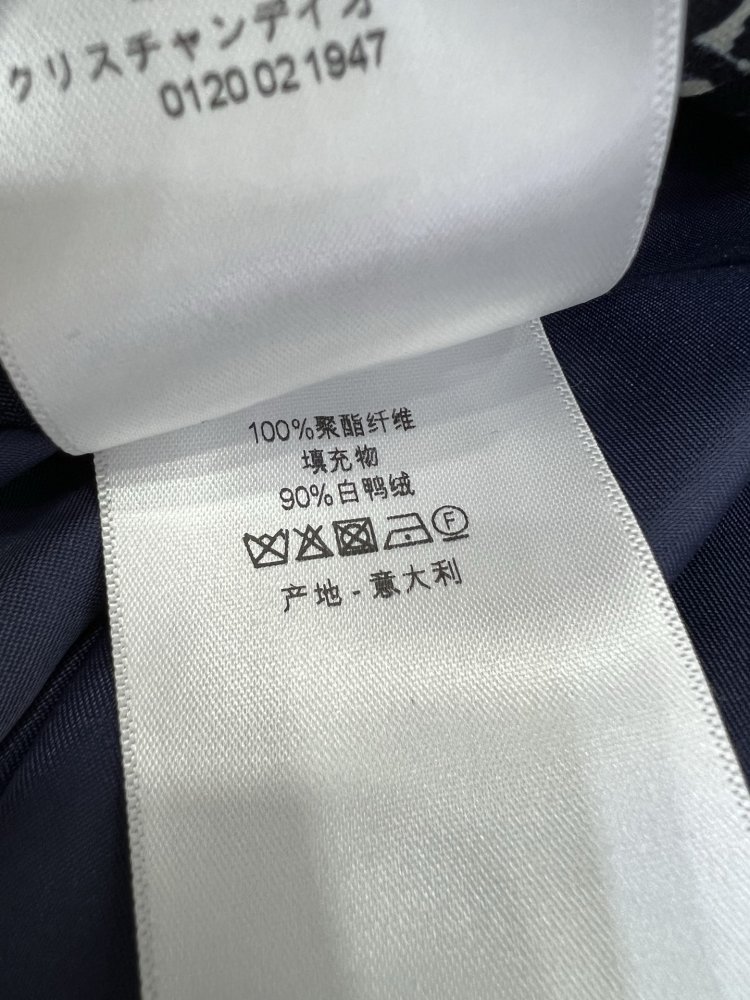 クリスチャンディオ
0120 02 1947
100%聚酯纤维
填充物
90%白鸭绒
F
产地 - 意大利